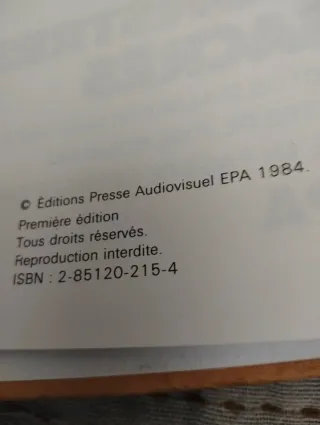 © Éditions Presse Audiovisuel EPA 1984.
Première édition
Tous droits réservés.
Reproduction interdite.
ISBN : 2-85120-215-4